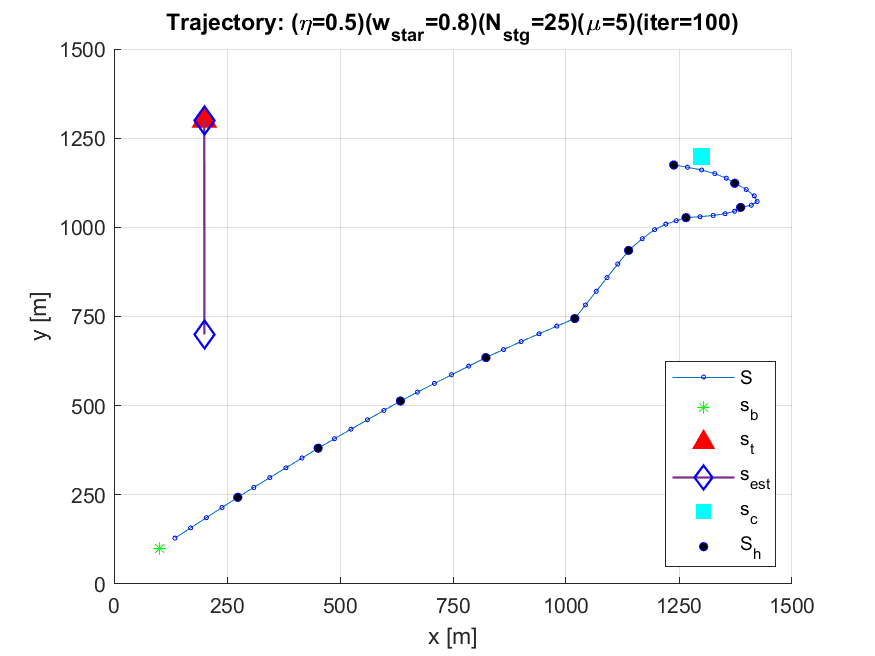 Trajectory: (η=0.5)(w_star=0.8)(N_stg=25)(μ=5)(iter=100)
1500
1250
1000
750
500
250
0
y [m]
S
s_b
s_t
s_est
s_c
S_h
0 250 500 750 1000 1250 1500
x [m]